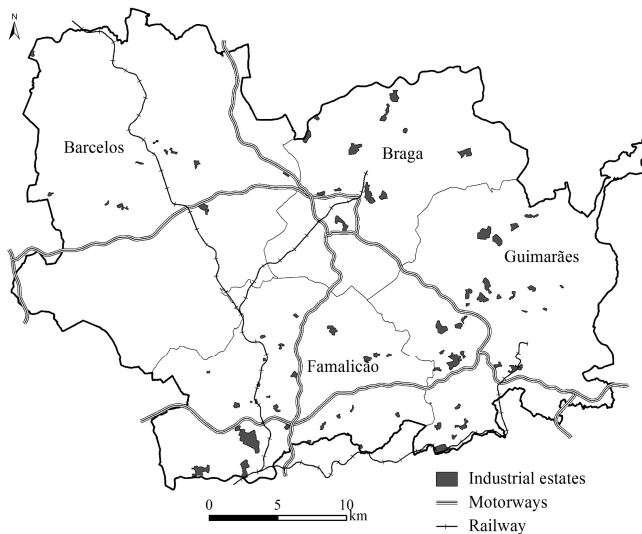 N
Barcelos
Braga
Guimarães
Famalicão
Industrial estates
Motorways
Railway
0 5 10
km